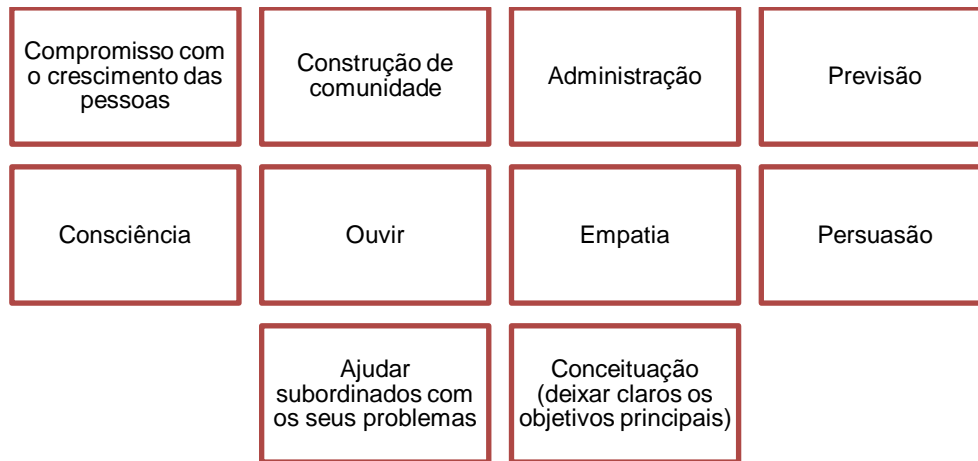 Compromisso com
o crescimento das
pessoas
Construção de
comunidade
Administração
Previsão
Consciência
Ouvir
Empatia
Persuasão
Ajudar
subordinados com
os seus problemas
Conceituação
(deixar claros os
objetivos principais)